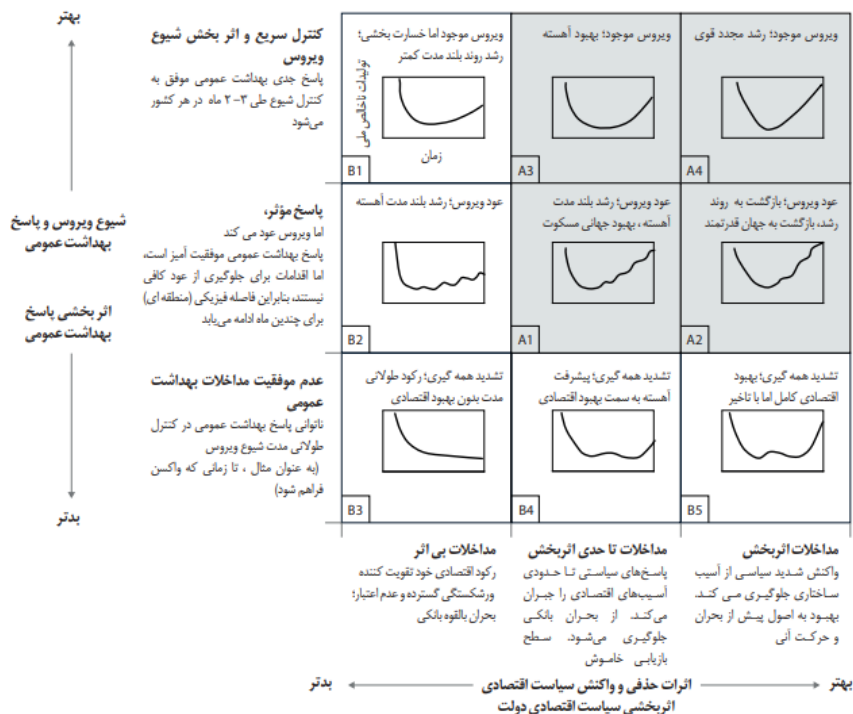 بهتر
شیوع ویروس و پاسخ
بهداشت عمومی
اثر بخشی پاسخ
بهداشت عمومی
بدتر
کنترل سریع و اثر بخش شیوع
ویروس
پاسخ جدی بهداشت عمومی موفق به
کنترل شیوع طی ۳-۲ ماه در هر کشور
می‌شود
ویروس موجود؛ رشد مجدد قوی
A4
ویروس موجود؛ بهبود آهسته
A3
ویروس موجود اما خسارت بخشی؛
رشد روند بلند مدت کمتر
تولیدات ناخالص ملی
زمان
B1
پاسخ مؤثر،
اما ویروس عود می کند
پاسخ بهداشت عمومی موفقیت آمیز است،
اما اقدامات برای جلوگیری از عود کافی
نیستند، بنابراین فاصله فیزیکی (منطقه ای)
برای چندین ماه ادامه می‌یابد
عود ویروس؛ بازگشت به روند
رشد، بازگشت به جهان قدرتمند
A2
عود ویروس؛ رشد بلند مدت
آهسته ، بهبود جهانی مسکوت
A1
عود ویروس؛ رشد بلند مدت آهسته
B2
عدم موفقیت مداخلات بهداشت
عمومی
ناتوانی پاسخ بهداشت عمومی در کنترل
طولانی مدت شیوع ویروس
(به عنوان مثال ، تا زمانی که واکسن
فراهم شود)
تشدید همه گیری؛ بهبود
اقتصادی کامل اما با تاخیر
B5
تشدید همه گیری؛ پیشرفت
آهسته به سمت بهبود اقتصادی
B4
تشدید همه گیری؛ رکود طولانی
مدت بدون بهبود اقتصادی
B3
مداخلات اثربخش
واکنش شدید سیاسی از آسیب
ساختاری جلوگیری می کند.
بهبود به اصول پیش از بحران
و حرکت آنی
مداخلات تا حدی اثربخش
پاسخ‌های سیاستی تا حدودی
آسیب‌های اقتصادی را جبران
می‌کند. از بحران بانکی
جلوگیری می‌شود. سطح
بازیابی خاموش
مداخلات بی اثر
رکود اقتصادی خود تقویت کننده
ورشکستگی گسترده و عدم اعتبار؛
بحران بالقوه بانکی
بهتر
اثرات حذفی و واکنش سیاست اقتصادی
بدتر
اثربخشی سیاست اقتصادی دولت